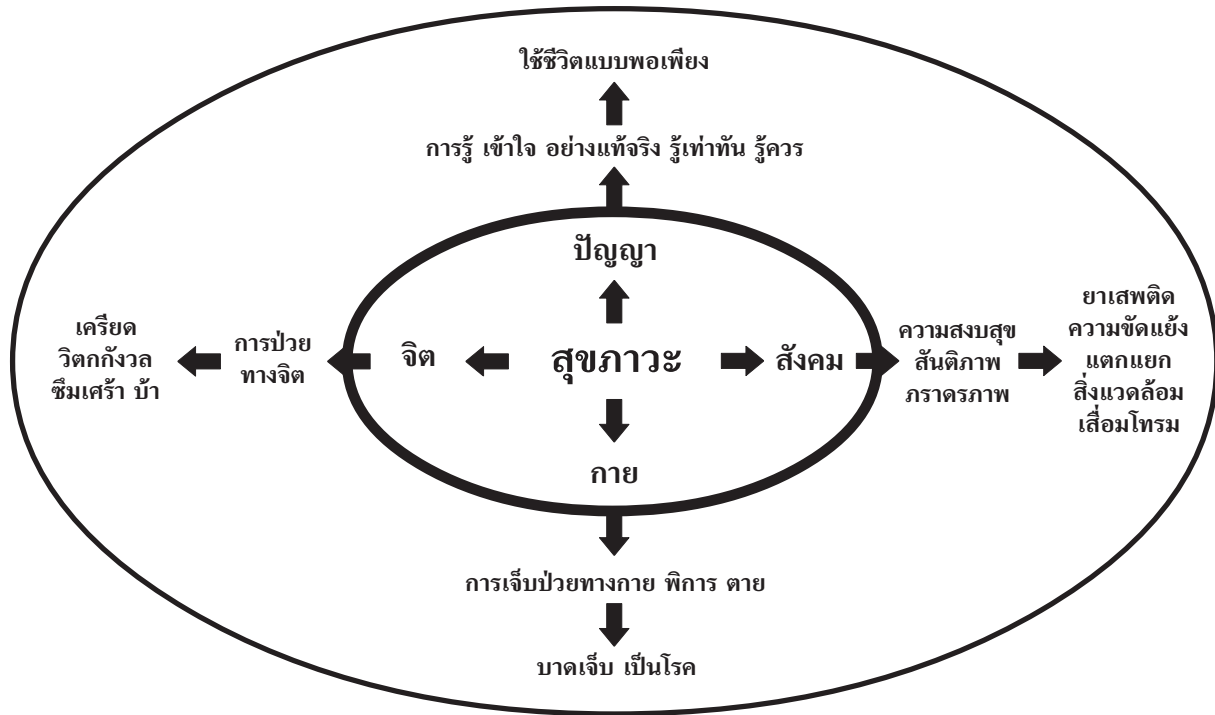 ใช้ชีวิตแบบพอเพียง
การรู้ เข้าใจ อย่างแท้จริง รู้เท่าทัน รู้ควร
ปัญญา
เครียด
วิตกกังวล
ซึมเศร้า บ้า
การป่วย
ทางจิต
จิต
สุขภาวะ
สังคม
ความสงบสุข
สันติภาพ
ภราดรภาพ
ยาเสพติด
ความขัดแย้ง
แตกแยก
สิ่งแวดล้อม
เสื่อมโทรม
กาย
การเจ็บป่วยทางกาย พิการ ตาย
บาดเจ็บ เป็นโรค